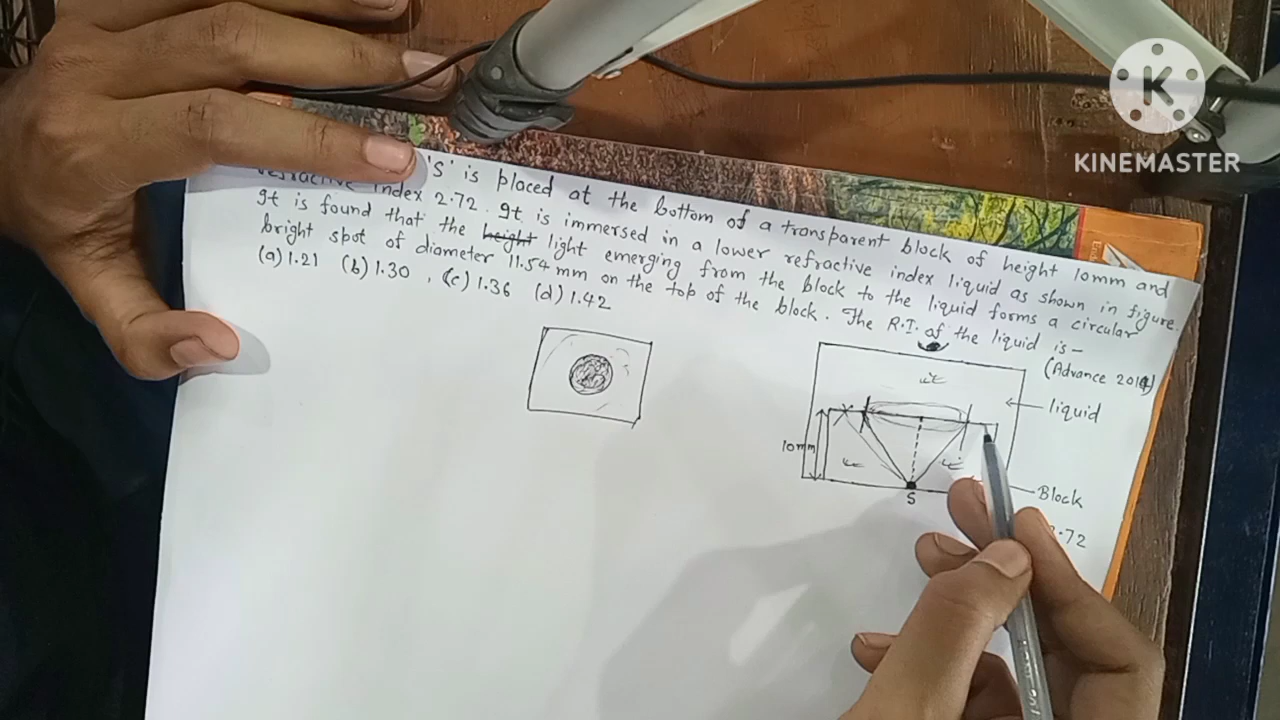 'S' is placed at the bottom of a transparent block of height 10mm and
refractive index 2.72. It is immersed in a lower refractive index liquid as shown in figure.
It is found that the height light emerging from the block to the liquid forms a circular
bright spot of diameter 11.54 mm on the top of the block. The R.I. of the liquid is-
(a) 1.21 (b) 1.30 , (c) 1.36 (d) 1.42
(Advance 2014)
liquid
10mm
Block
S
2.72
K
KINEMASTER